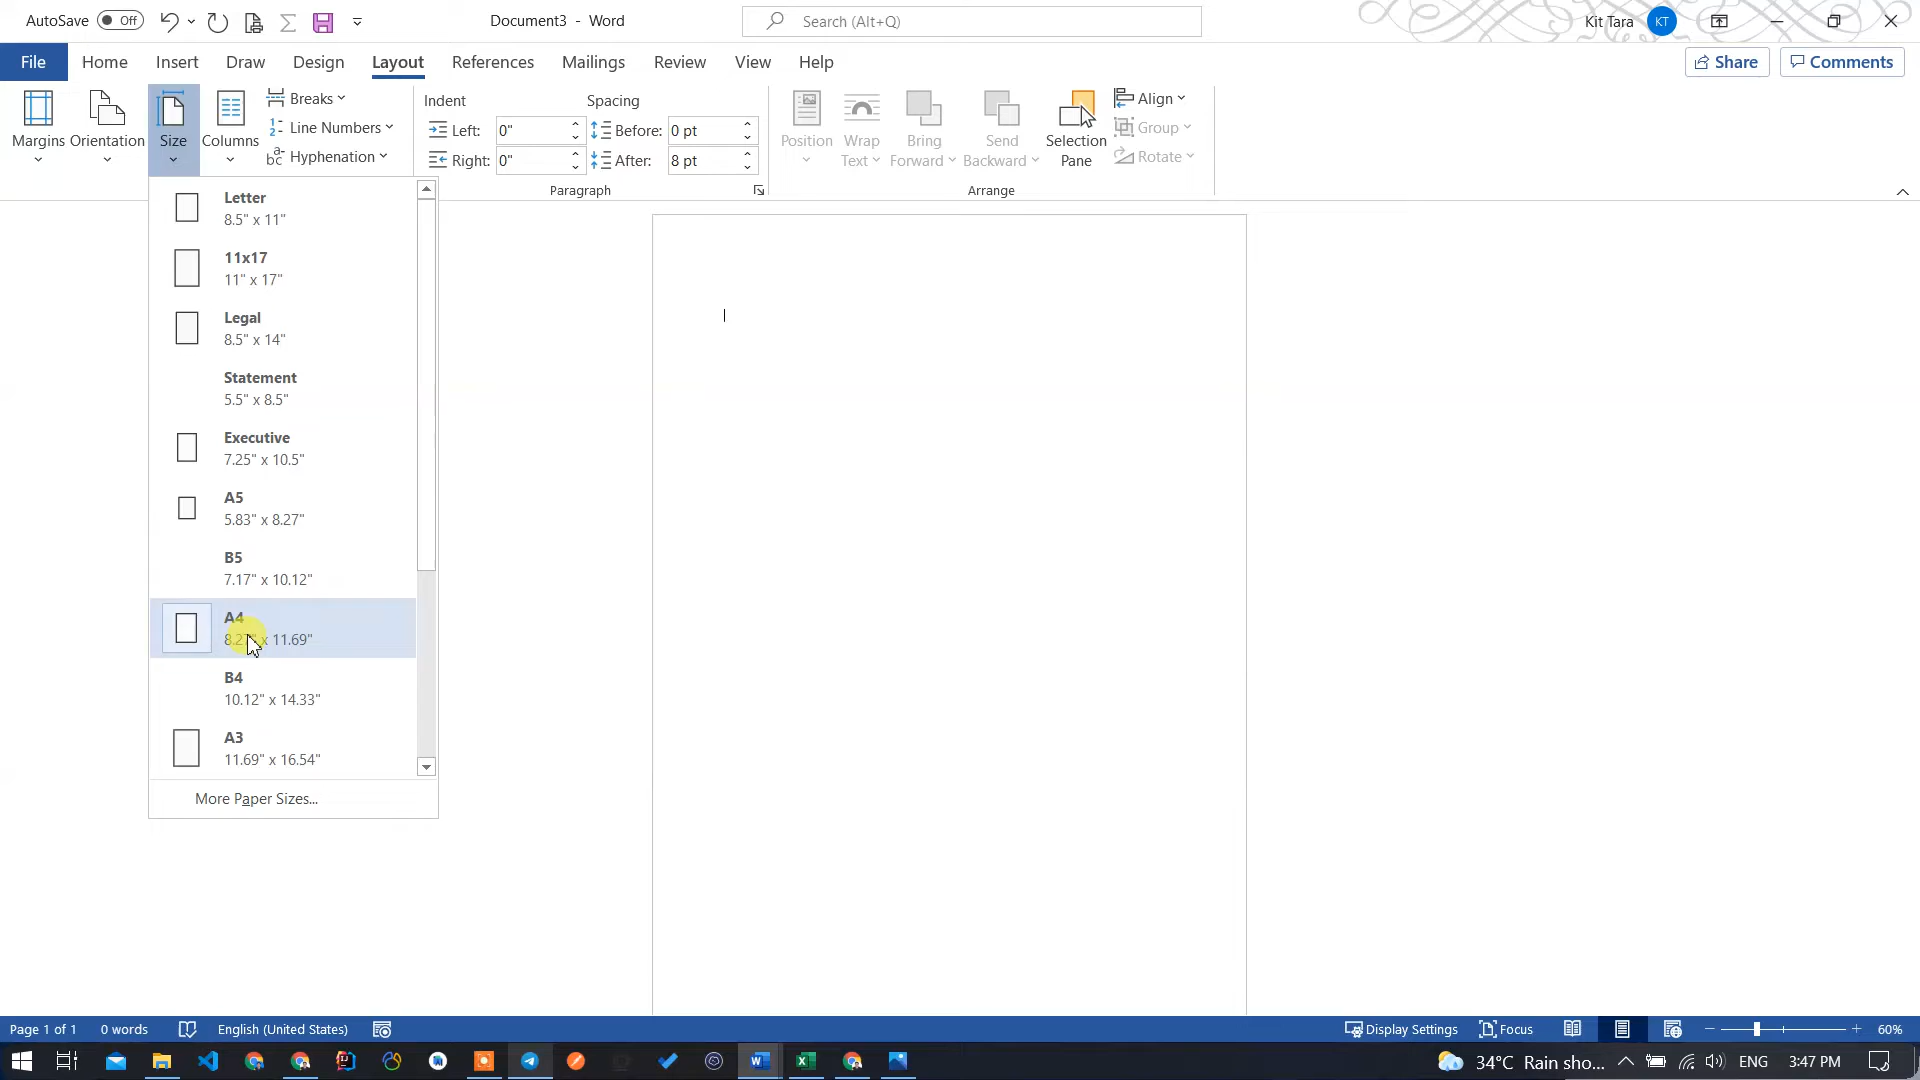 AutoSave Off
Document3 - Word
Search (Alt+Q)
Kit Tara KT
File Home Insert Draw Design Layout References Mailings Review View Help
Share Comments
Margins Orientation Size Columns
Breaks
Line Numbers
Hyphenation
Indent Spacing
Left: 0" Before: 0 pt
Right: 0" After: 8 pt
Paragraph
Position
Wrap Text
Bring Forward
Send Backward
Selection Pane
Align
Group
Rotate
Arrange
Letter
8.5" x 11"
11x17
11" x 17"
Legal
8.5" x 14"
Statement
5.5" x 8.5"
Executive
7.25" x 10.5"
A5
5.83" x 8.27"
B5
7.17" x 10.12"
A4
8.27" x 11.69"
B4
10.12" x 14.33"
A3
11.69" x 16.54"
More Paper Sizes...
Page 1 of 1 0 words English (United States) Display Settings Focus 60%
34°C Rain sho... ENG 3:47 PM